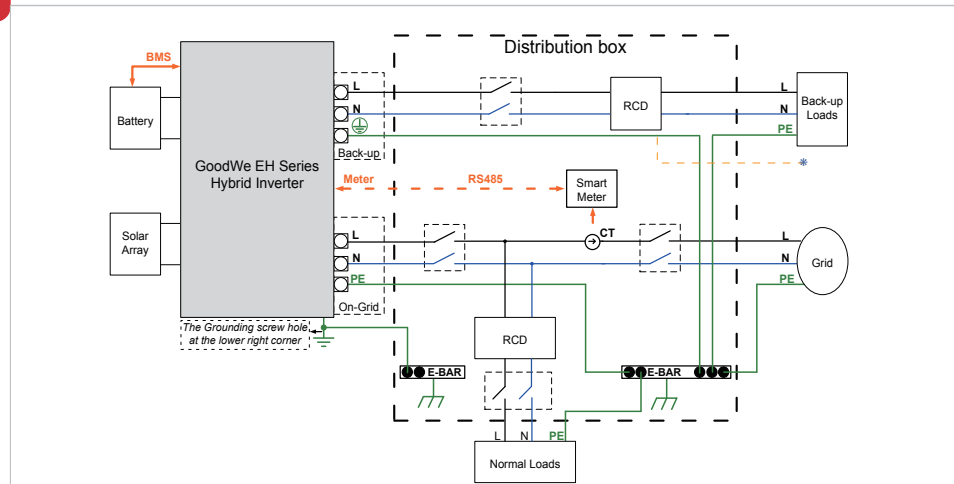 Distribution box
BMS
Battery
GoodWe EH Series
Hybrid Inverter
L
N
Back-up
RCD
L
N
PE
Back-up
Loads
*
Meter
RS485
Smart
Meter
Solar
Array
L
N
PE
On-Grid
CT
L
N
PE
Grid
The Grounding screw hole
at the lower right corner
RCD
E-BAR
E-BAR
L
N
PE
Normal Loads